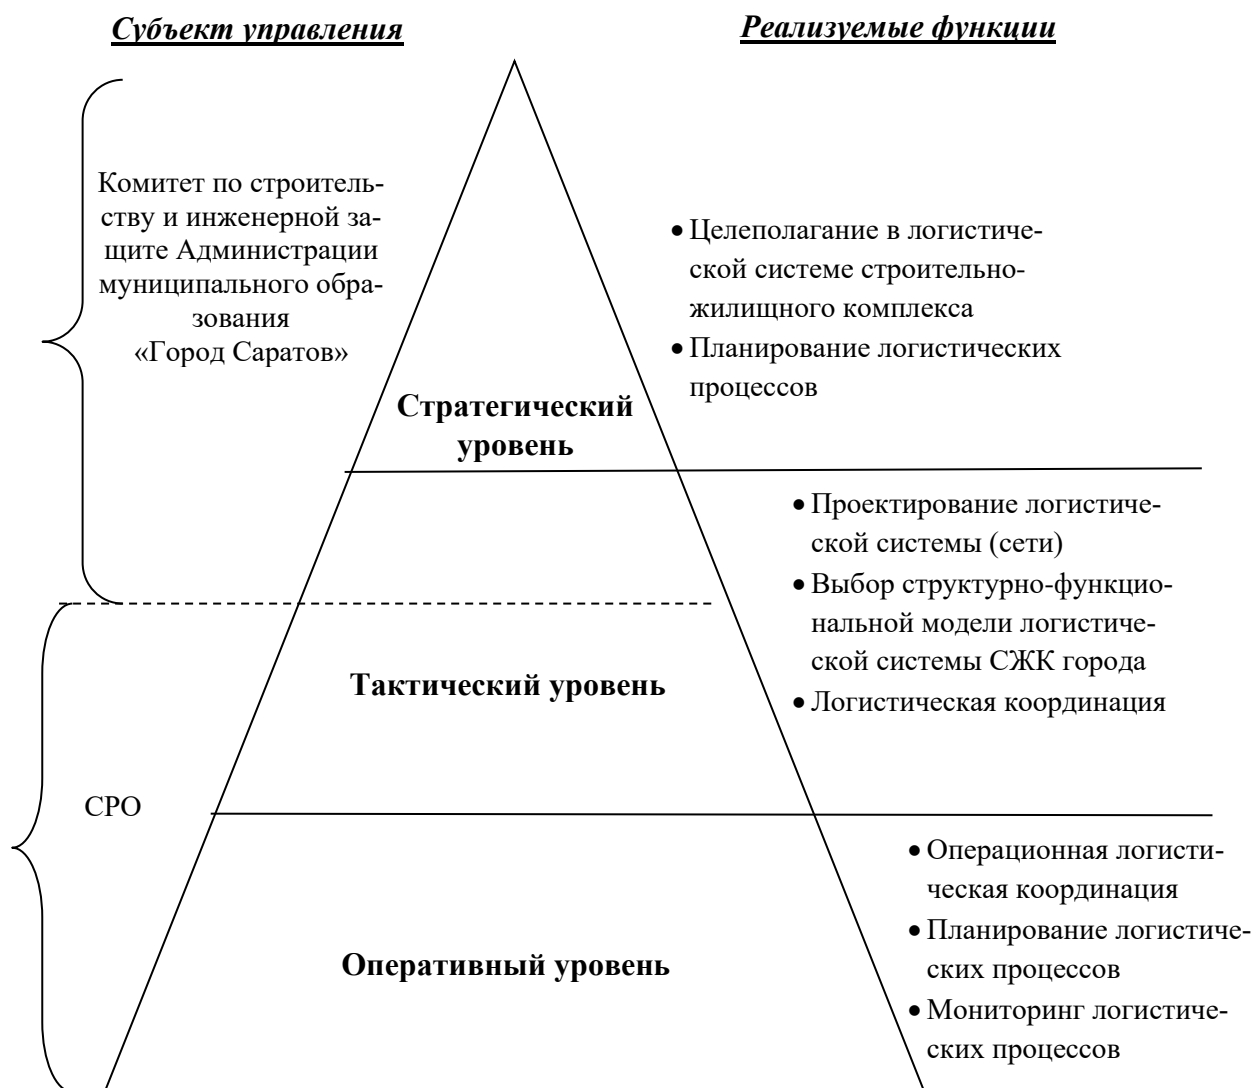 Субъект управления
Реализуемые функции
Комитет по строитель-
ству и инженерной за-
щите Администрации
муниципального обра-
зования
«Город Саратов»
• Целеполагание в логистиче-
ской системе строительно-
жилищного комплекса
• Планирование логистических
процессов
Стратегический
уровень
• Проектирование логистиче-
ской системы (сети)
• Выбор структурно-функцио-
нальной модели логистиче-
ской системы СЖК города
• Логистическая координация
Тактический уровень
СРО
• Операционная логисти-
ческая координация
• Планирование логистиче-
ских процессов
• Мониторинг логистиче-
ских процессов
Оперативный уровень